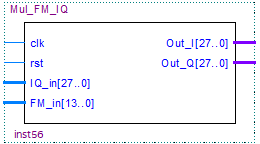 Mul_FM_IQ
clk Out_I[27..0]
rst Out_Q[27..0]
IQ_in[27..0]
FM_in[13..0]
inst56